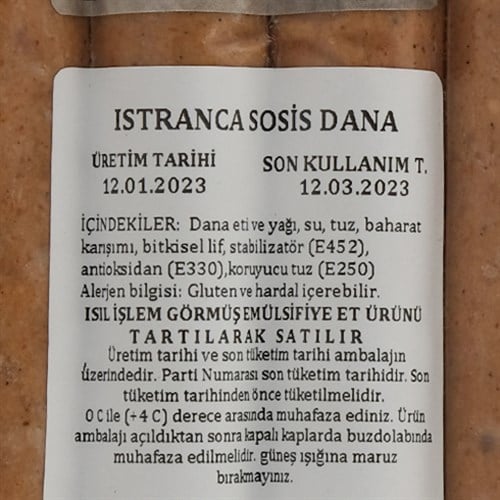 ISTRANCA SOSİS DANA
ÜRETİM TARİHİ SON KULLANIM T.
12.01.2023 12.03.2023
İÇİNDEKİLER: Dana eti ve yağı, su, tuz, baharat
karışımı, bitkisel lif, stabilizatör (E452),
antioksidan (E330),koruyucu tuz (E250)
Alerjen bilgisi: Gluten ve hardal içerebilir.
ISIL İŞLEM GÖRMÜŞ EMÜLSİFİYE ET ÜRÜNÜ
TARTILARAK SATILIR
Üretim tarihi ve son tüketim tarihi ambalajın
üzerindedir. Parti Numarası son tüketim tarihidir. Son
tüketim tarihinden önce tüketilmelidir.
0 C ile (+4 C) derece arasında muhafaza ediniz. Ürün
ambalajı açıldıktan sonra kapalı kaplarda buzdolabında
muhafaza edilmelidir. güneş ışığına maruz
bırakmayınız.